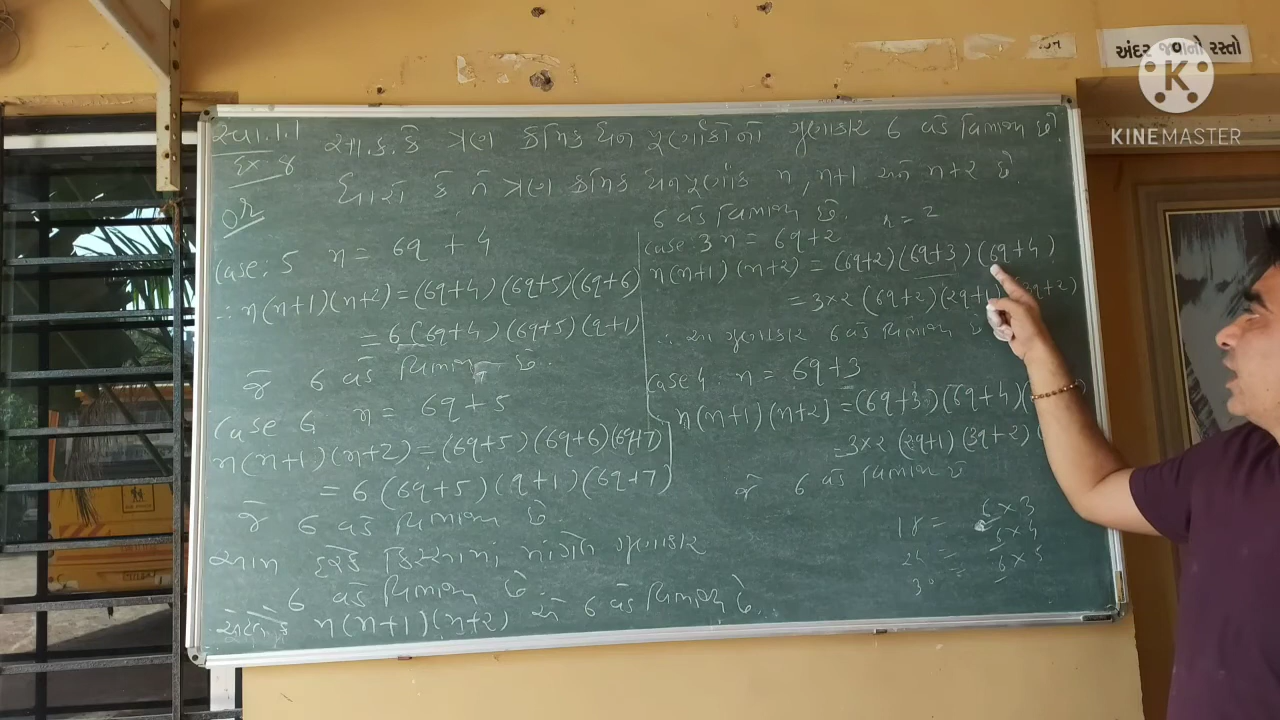 અંદર જવાનો રસ્તો
KINEMASTER
સ્વા.1.1
Ex 8
સા.ક.કે ત્રણ ક્રમિક ધન પૂર્ણાંકોનો ગુણાકાર 6 વડે વિભાજ્ય છે.
OR
ધારો કે તે ત્રણ ક્રમિક ધન પૂર્ણાંક n, n+1 અને n+2 છે.
Case: 5 n = 6q + 4
∴ n(n+1)(n+2) = (6q+4)(6q+5)(6q+6)
= 6(6q+4)(6q+5)(q+1)
જે 6 વડે વિભાજ્ય છે.
Case 6 n = 6q+5
n(n+1)(n+2) = (6q+5)(6q+6)(6q+7)
= 6(6q+5)(q+1)(6q+7)
જે 6 વડે વિભાજ્ય છે.
આમ દરેક કિસ્સામાં માંગેલ ગુણાકાર
6 વડે વિભાજ્ય છે.
n(n+1)(n+2) એ 6 વડે વિભાજ્ય છે.
6 વડે વિભાજ્ય છે. r = 2
Case: 3 n = 6q+2
n(n+1)(n+2) = (6q+2)(6q+3)(6q+4)
= 3×2(6q+2)(2q+1)(3q+2)
∴ આ ગુણાકાર 6 વડે વિભાજ્ય છે
Case 4. n = 6q+3
n(n+1)(n+2) = (6q+3)(6q+4)(
= 3×2(2q+1)(3q+2)(
જે 6 વડે વિભાજ્ય છે
18 = 6×3
24 = 6×4
30 = 6×5